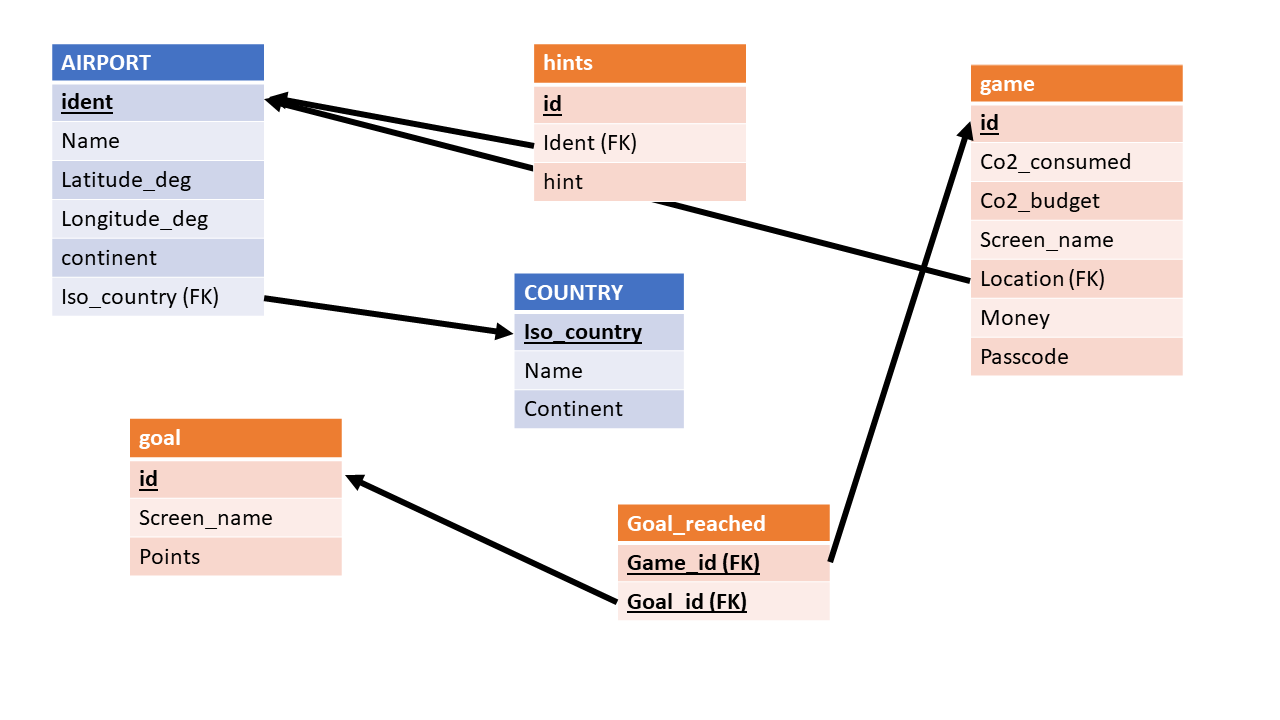 AIRPORT
ident
Name
Latitude_deg
Longitude_deg
continent
Iso_country (FK)
hints
id
Ident (FK)
hint
game
id
Co2_consumed
Co2_budget
Screen_name
Location (FK)
Money
Passcode
COUNTRY
Iso_country
Name
Continent
goal
id
Screen_name
Points
Goal_reached
Game_id (FK)
Goal_id (FK)